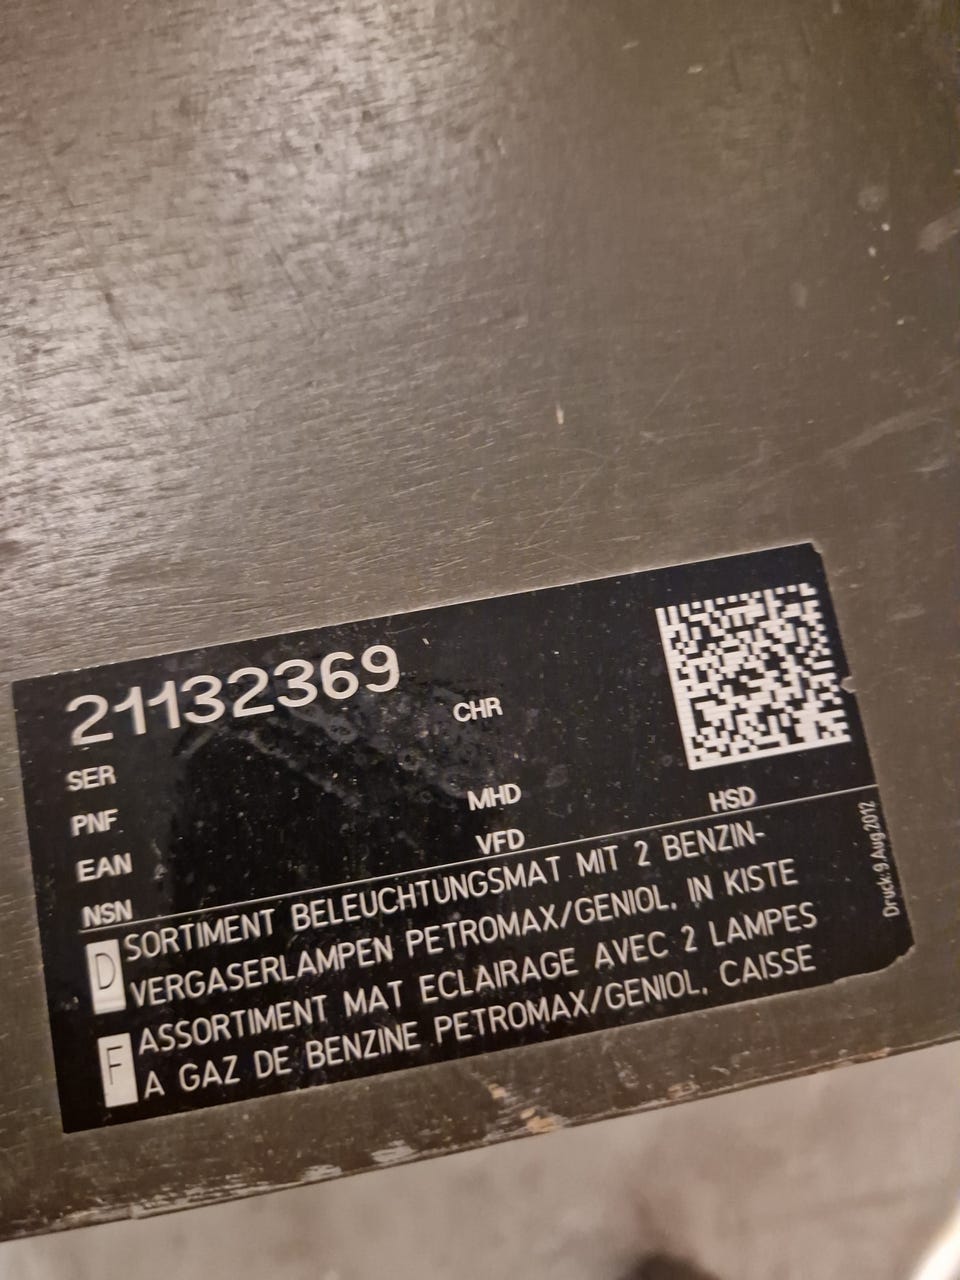 21132369
CHR
SER
PNF
MHD
HSD
EAN
VFD
NSN
D SORTIMENT BELEUCHTUNGSMAT MIT 2 BENZIN-
VERGASERLAMPEN PETROMAX/GENIOL, IN KISTE
F ASSORTIMENT MAT ECLAIRAGE AVEC 2 LAMPES
A GAZ DE BENZINE PETROMAX/GENIOL, CAISSE
Druck: 9.Aug.2012